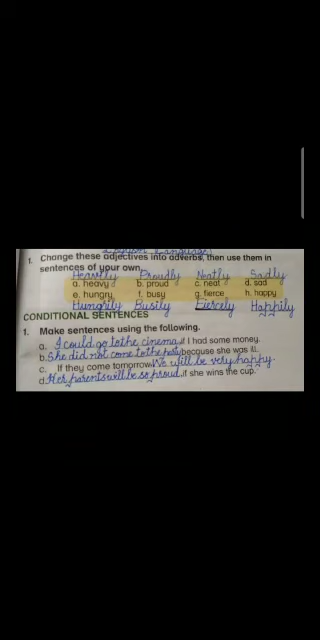 (English Language)
1. Change these adjectives into adverbs, then use them in
sentences of your own.
Heavily Proudly Neatly Sadly
a. heavy b. proud c. neat d. sad
e. hungry f. busy g. fierce h. happy
Hungrily Busily Fiercely Happily
CONDITIONAL SENTENCES
1. Make sentences using the following.
a. I could go to the cinema, if I had some money.
b. She did not come to the party because she was ill.
c. If they come tomorrow We will be very happy.
d. Her parents will be so proud, if she wins the cup.